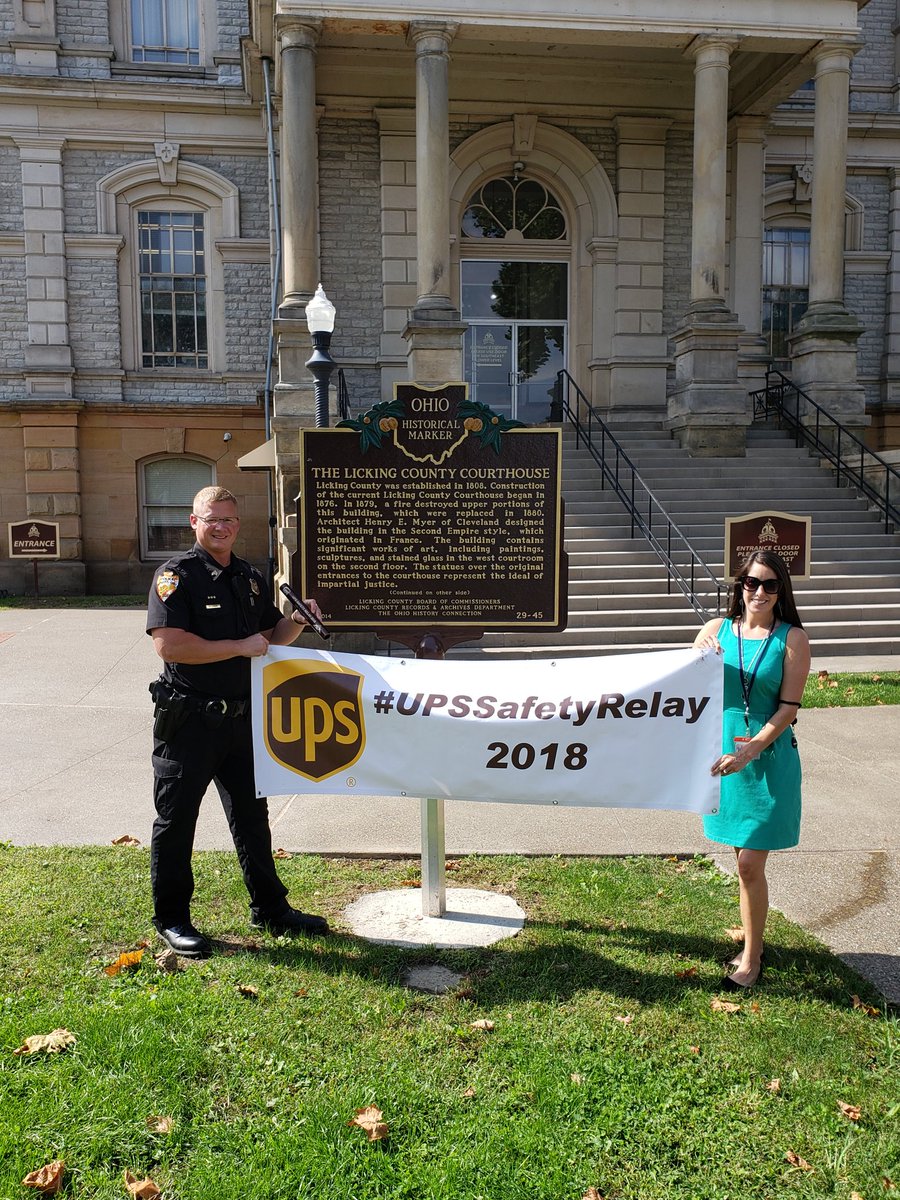 OHIO
HISTORICAL
MARKER
THE LICKING COUNTY COURTHOUSE
Licking County was established in 1808. Construction
of the current Licking County Courthouse began in
1876. In 1879, a fire destroyed upper portions of
this building, which were replaced in 1880.
Architect Henry E. Myer of Cleveland designed
the building in the Second Empire style, which
originated in France. The building contains
significant works of art, including paintings,
sculptures, and stained glass in the west courtroom
on the second floor. The statues over the original
entrances to the courthouse represent the ideal of
impartial justice.
(Continued on other side)
LICKING COUNTY BOARD OF COMMISSIONERS
LICKING COUNTY RECORDS & ARCHIVES DEPARTMENT
THE OHIO HISTORY CONNECTION
29-45
ENTRANCE
ENTRANCE CLOSED
ups
®
#UPSSafetyRelay
2018